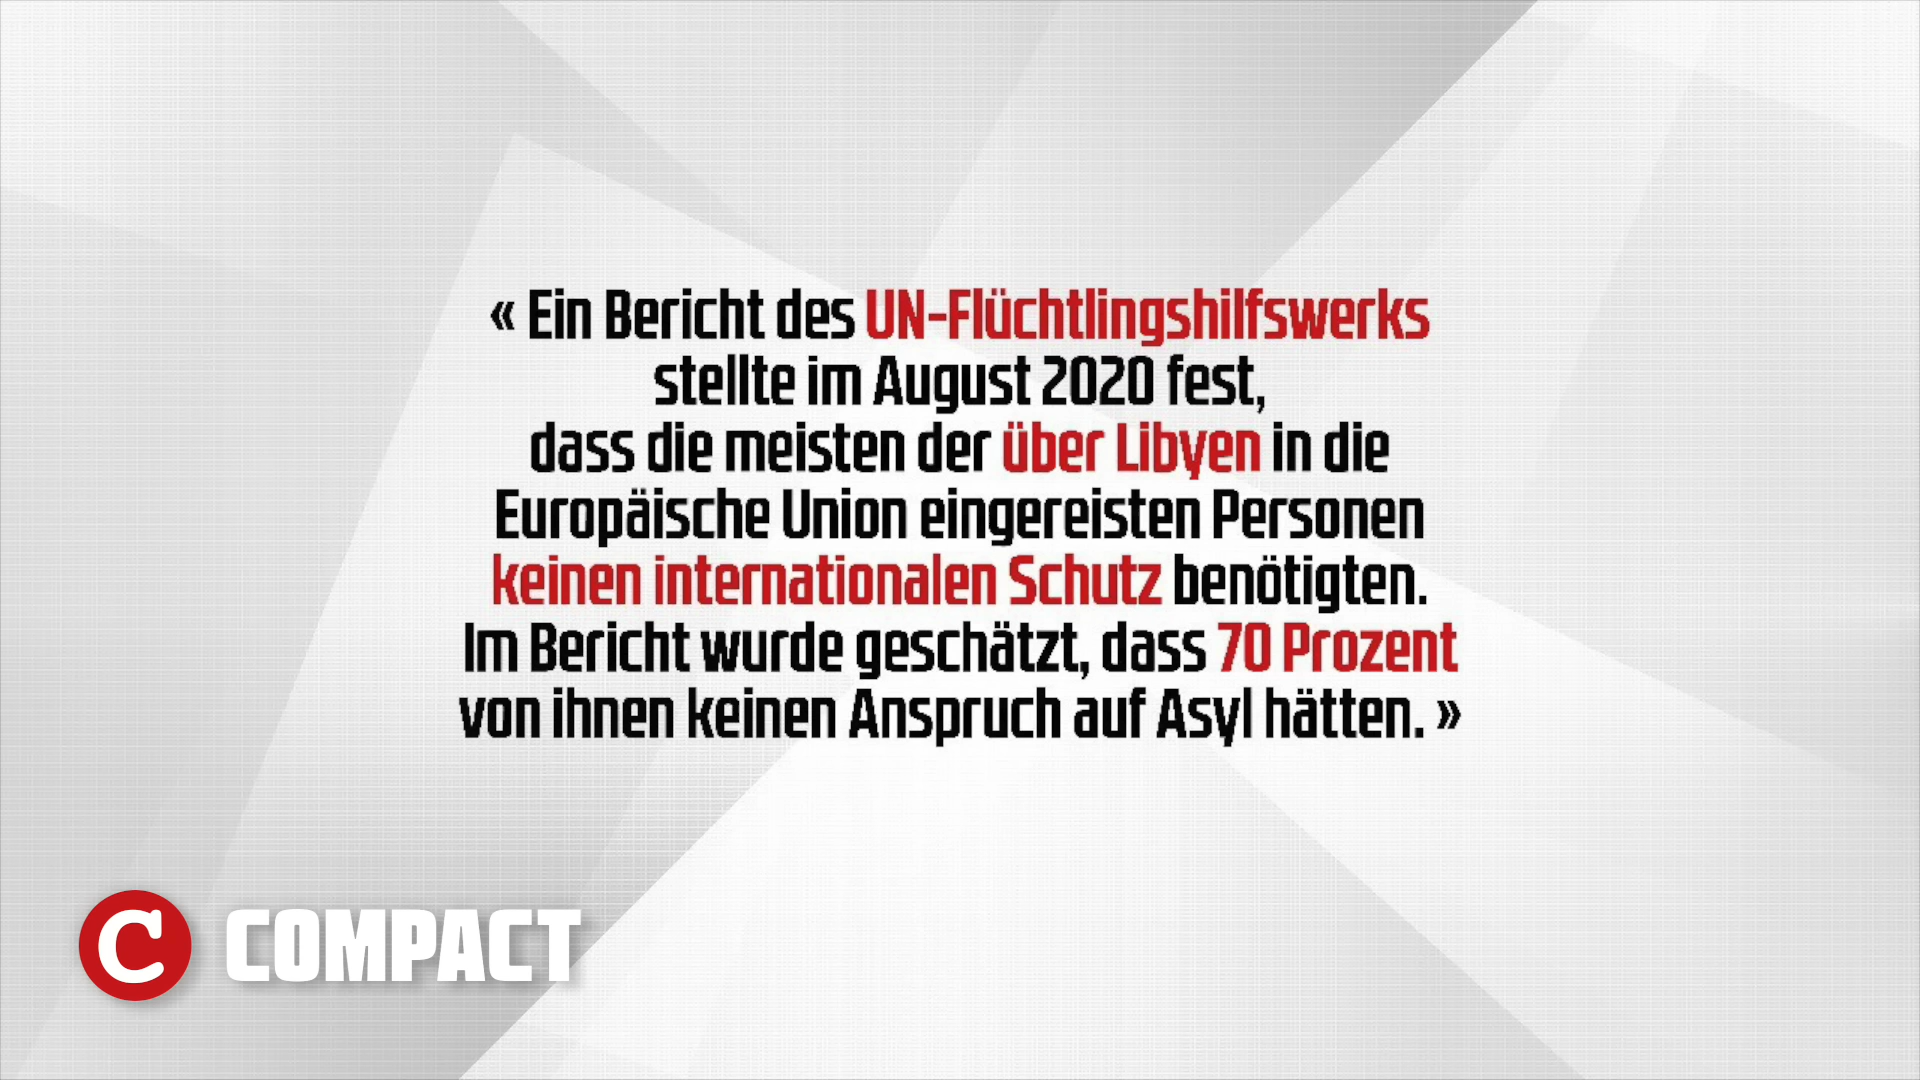 « Ein Bericht des UN-Flüchtlingshilfswerks
stellte im August 2020 fest,
dass die meisten der über Libyen in die
Europäische Union eingereisten Personen
keinen internationalen Schutz benötigten.
Im Bericht wurde geschätzt, dass 70 Prozent
von ihnen keinen Anspruch auf Asyl hätten. »
C COMPACT